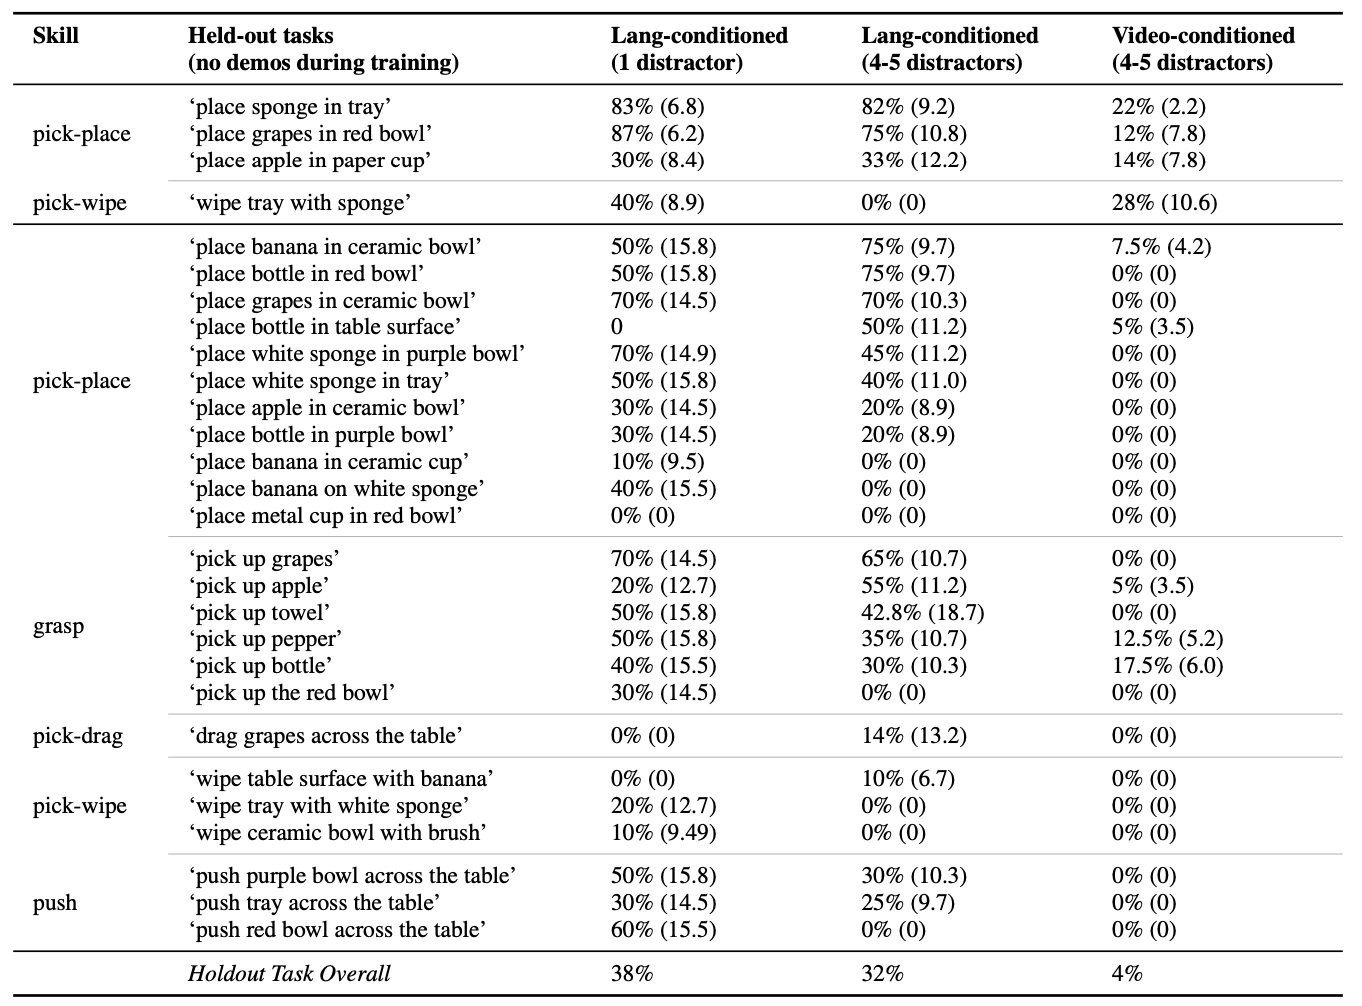 Skill Held-out tasks Lang-conditioned Lang-conditioned Video-conditioned
(no demos during training) (1 distractor) (4-5 distractors) (4-5 distractors)
‘place sponge in tray’ 83% (6.8) 82% (9.2) 22% (2.2)
pick-place ‘place grapes in red bowl’ 87% (6.2) 75% (10.8) 12% (7.8)
‘place apple in paper cup’ 30% (8.4) 33% (12.2) 14% (7.8)
pick-wipe ‘wipe tray with sponge’ 40% (8.9) 0% (0) 28% (10.6)
‘place banana in ceramic bowl’ 50% (15.8) 75% (9.7) 7.5% (4.2)
‘place bottle in red bowl’ 50% (15.8) 75% (9.7) 0% (0)
‘place grapes in ceramic bowl’ 70% (14.5) 70% (10.3) 0% (0)
‘place bottle in table surface’ 0 50% (11.2) 5% (3.5)
‘place white sponge in purple bowl’ 70% (14.9) 45% (11.2) 0% (0)
pick-place ‘place white sponge in tray’ 50% (15.8) 40% (11.0) 0% (0)
‘place apple in ceramic bowl’ 30% (14.5) 20% (8.9) 0% (0)
‘place bottle in purple bowl’ 30% (14.5) 20% (8.9) 0% (0)
‘place banana in ceramic cup’ 10% (9.5) 0% (0) 0% (0)
‘place banana on white sponge’ 40% (15.5) 0% (0) 0% (0)
‘place metal cup in red bowl’ 0% (0) 0% (0) 0% (0)
‘pick up grapes’ 70% (14.5) 65% (10.7) 0% (0)
‘pick up apple’ 20% (12.7) 55% (11.2) 5% (3.5)
‘pick up towel’ 50% (15.8) 42.8% (18.7) 0% (0)
grasp ‘pick up pepper’ 50% (15.8) 35% (10.7) 12.5% (5.2)
‘pick up bottle’ 40% (15.5) 30% (10.3) 17.5% (6.0)
‘pick up the red bowl’ 30% (14.5) 0% (0) 0% (0)
pick-drag ‘drag grapes across the table’ 0% (0) 14% (13.2) 0% (0)
‘wipe table surface with banana’ 0% (0) 10% (6.7) 0% (0)
pick-wipe ‘wipe tray with white sponge’ 20% (12.7) 0% (0) 0% (0)
‘wipe ceramic bowl with brush’ 10% (9.49) 0% (0) 0% (0)
‘push purple bowl across the table’ 50% (15.8) 30% (10.3) 0% (0)
push ‘push tray across the table’ 30% (14.5) 25% (9.7) 0% (0)
‘push red bowl across the table’ 60% (15.5) 0% (0) 0% (0)
Holdout Task Overall 38% 32% 4%